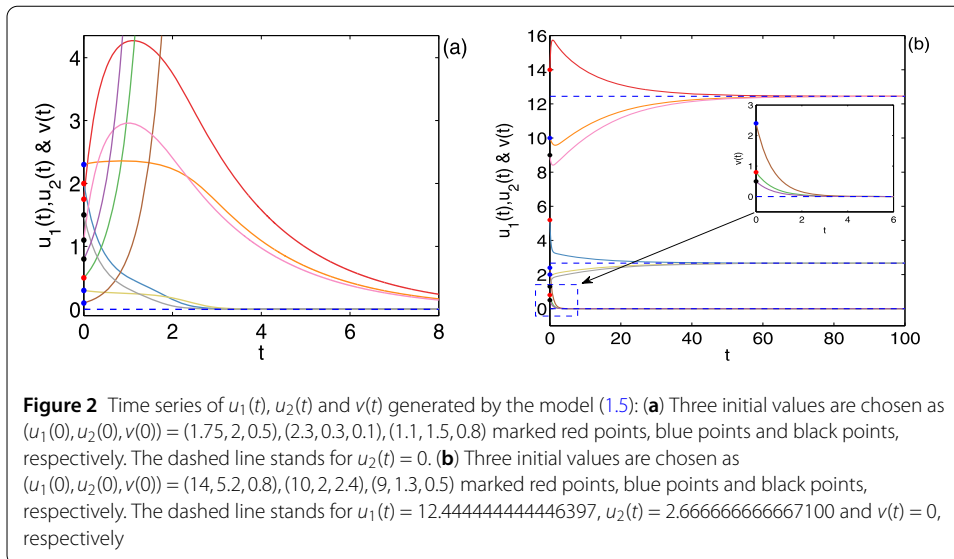 (a)
4
3
2
1
0
u_1(t),u_2(t) & v(t)
0 2 4 6 8
t
(b)
16
14
12
10
8
6
4
2
0
u_1(t),u_2(t) & v(t)
0 20 40 60 80 100
t
3
2
1
0
v(t)
0 2 4 6
t
Figure 2 Time series of u₁(t), u₂(t) and v(t) generated by the model (1.5): (a) Three initial values are chosen as
(u₁(0), u₂(0), v(0)) = (1.75, 2, 0.5), (2.3, 0.3, 0.1), (1.1, 1.5, 0.8) marked red points, blue points and black points,
respectively. The dashed line stands for u₂(t) = 0. (b) Three initial values are chosen as
(u₁(0), u₂(0), v(0)) = (14, 5.2, 0.8), (10, 2, 2.4), (9, 1.3, 0.5) marked red points, blue points and black points,
respectively. The dashed line stands for u₁(t) = 12.444444444446397, u₂(t) = 2.666666666667100 and v(t) = 0,
respectively